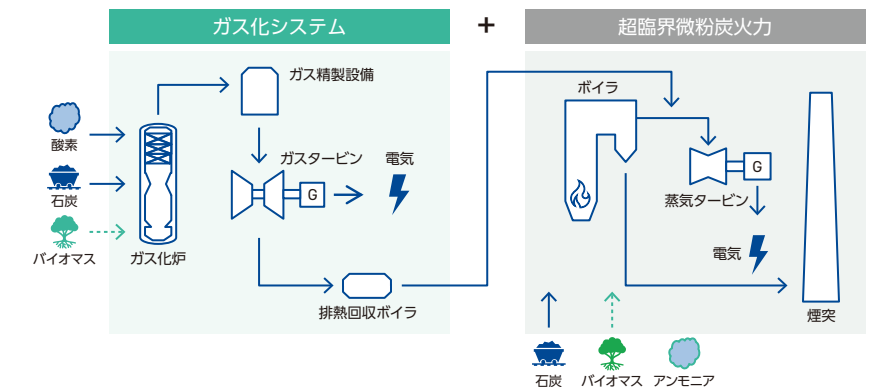 ガス化システム
+
超臨界微粉炭火力
ガス精製設備
ボイラ
酸素
ガスタービン
電気
G
G
石炭
蒸気タービン
バイオマス
ガス化炉
電気
排熱回収ボイラ
煙突
石炭
バイオマス
アンモニア